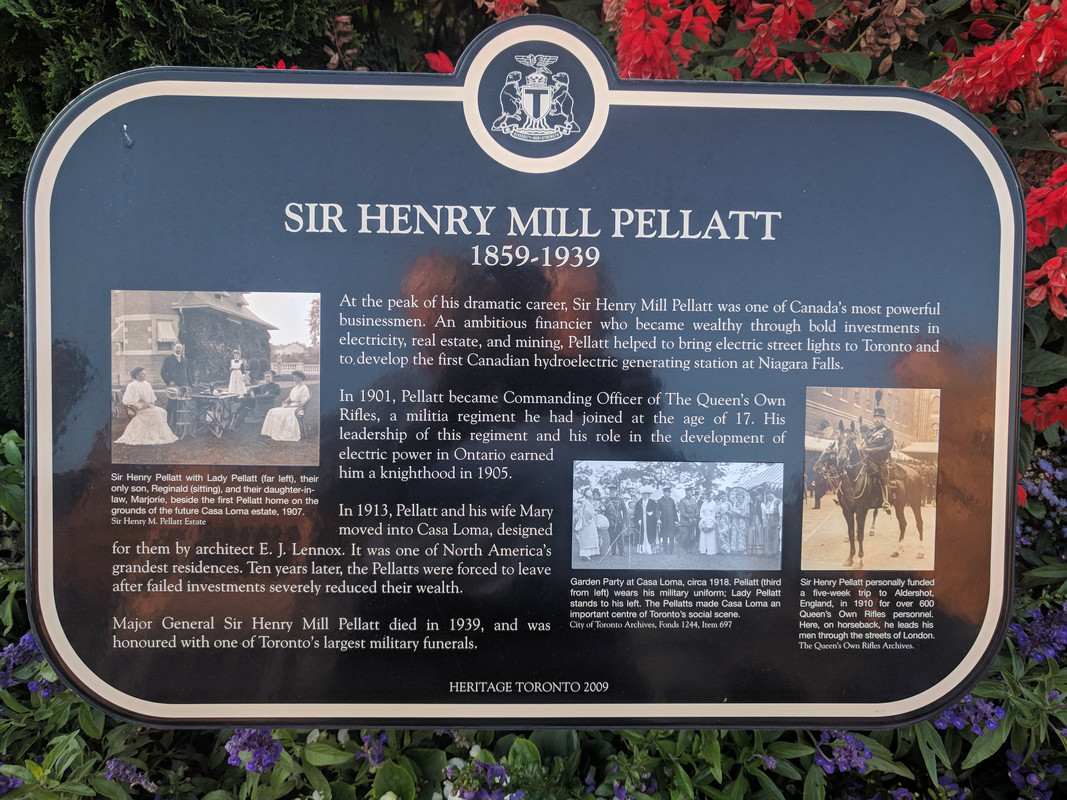 T
DIVERSITY OUR STRENGTH
SIR HENRY MILL PELLATT
1859-1939
At the peak of his dramatic career, Sir Henry Mill Pellatt was one of Canada's most powerful
businessmen. An ambitious financier who became wealthy through bold investments in
electricity, real estate, and mining, Pellatt helped to bring electric street lights to Toronto and
to develop the first Canadian hydroelectric generating station at Niagara Falls.
In 1901, Pellatt became Commanding Officer of The Queen's Own
Rifles, a militia regiment he had joined at the age of 17. His
leadership of this regiment and his role in the development of
electric power in Ontario earned
him a knighthood in 1905.
In 1913, Pellatt and his wife Mary
moved into Casa Loma, designed
for them by architect E. J. Lennox. It was one of North America's
grandest residences. Ten years later, the Pellatts were forced to leave
after failed investments severely reduced their wealth.
Major General Sir Henry Mill Pellatt died in 1939, and was
honoured with one of Toronto's largest military funerals.
Sir Henry Pellatt with Lady Pellatt (far left), their
only son, Reginald (sitting), and their daughter-in-
law, Marjorie, beside the first Pellatt home on the
grounds of the future Casa Loma estate, 1907.
Sir Henry M. Pellatt Estate
Garden Party at Casa Loma, circa 1918. Pellatt (third
from left) wears his military uniform; Lady Pellatt
stands to his left. The Pellatts made Casa Loma an
important centre of Toronto's social scene.
City of Toronto Archives, Fonds 1244, Item 697
Sir Henry Pellatt personally funded
a five-week trip to Aldershot,
England, in 1910 for over 600
Queen's Own Rifles personnel.
Here, on horseback, he leads his
men through the streets of London.
The Queen's Own Rifles Archives.
HERITAGE TORONTO 2009